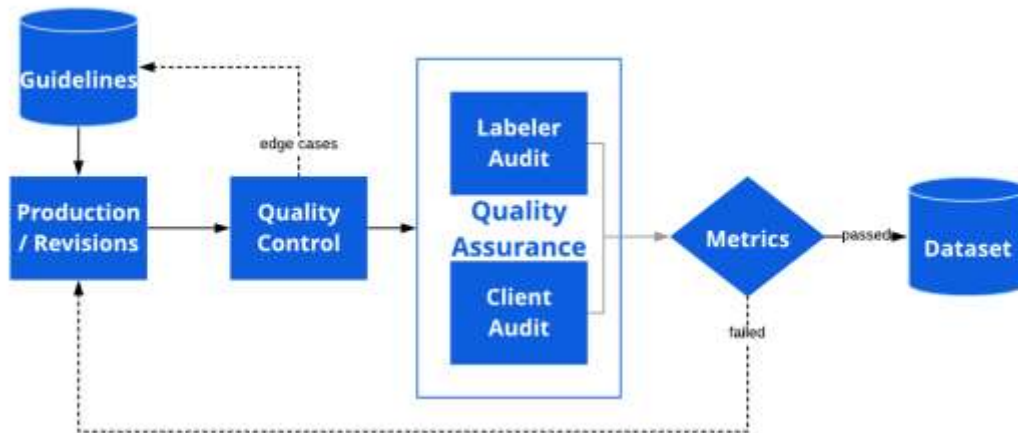 Guidelines
edge cases
Production
/ Revisions
Quality
Control
Labeler
Audit
Quality
Assurance
Client
Audit
Metrics
passed
Dataset
failed